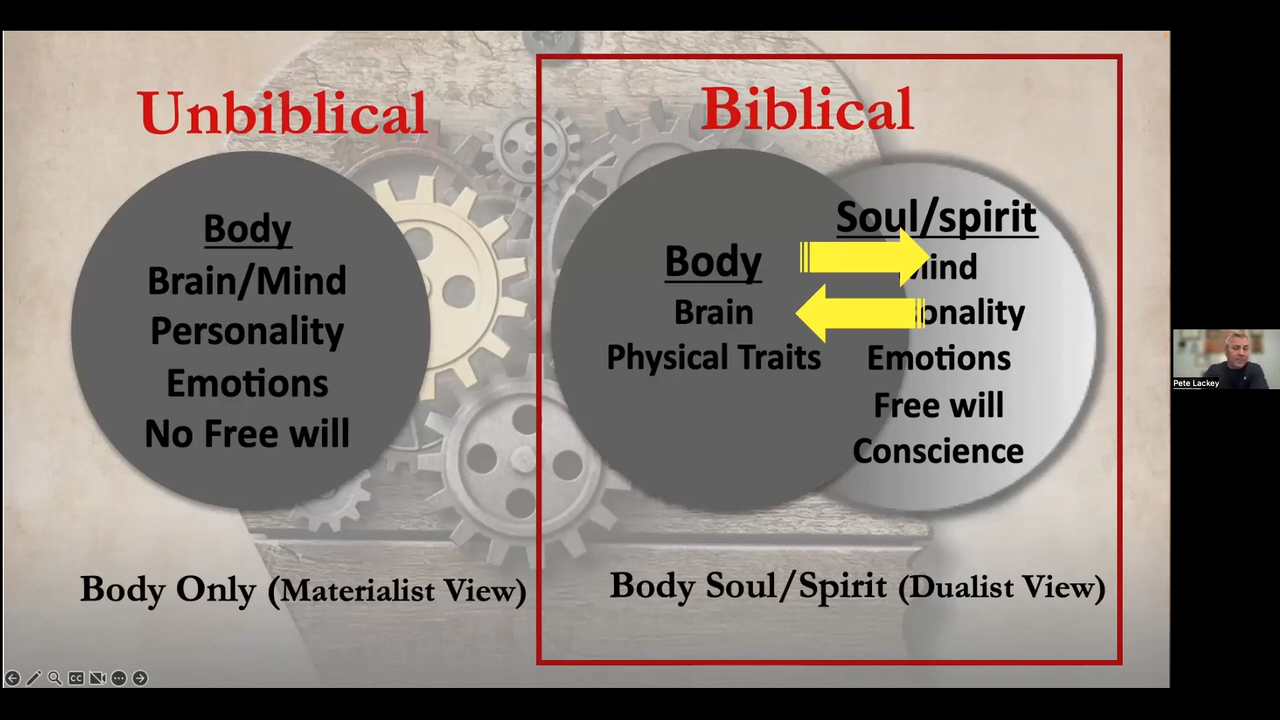 Unbiblical
Body
Brain/Mind
Personality
Emotions
No Free will
Body Only (Materialist View)
Biblical
Body
Brain
Physical Traits
Soul/spirit
Emotions
Free will
Conscience
Body Soul/Spirit (Dualist View)
Pete Lackey
CC